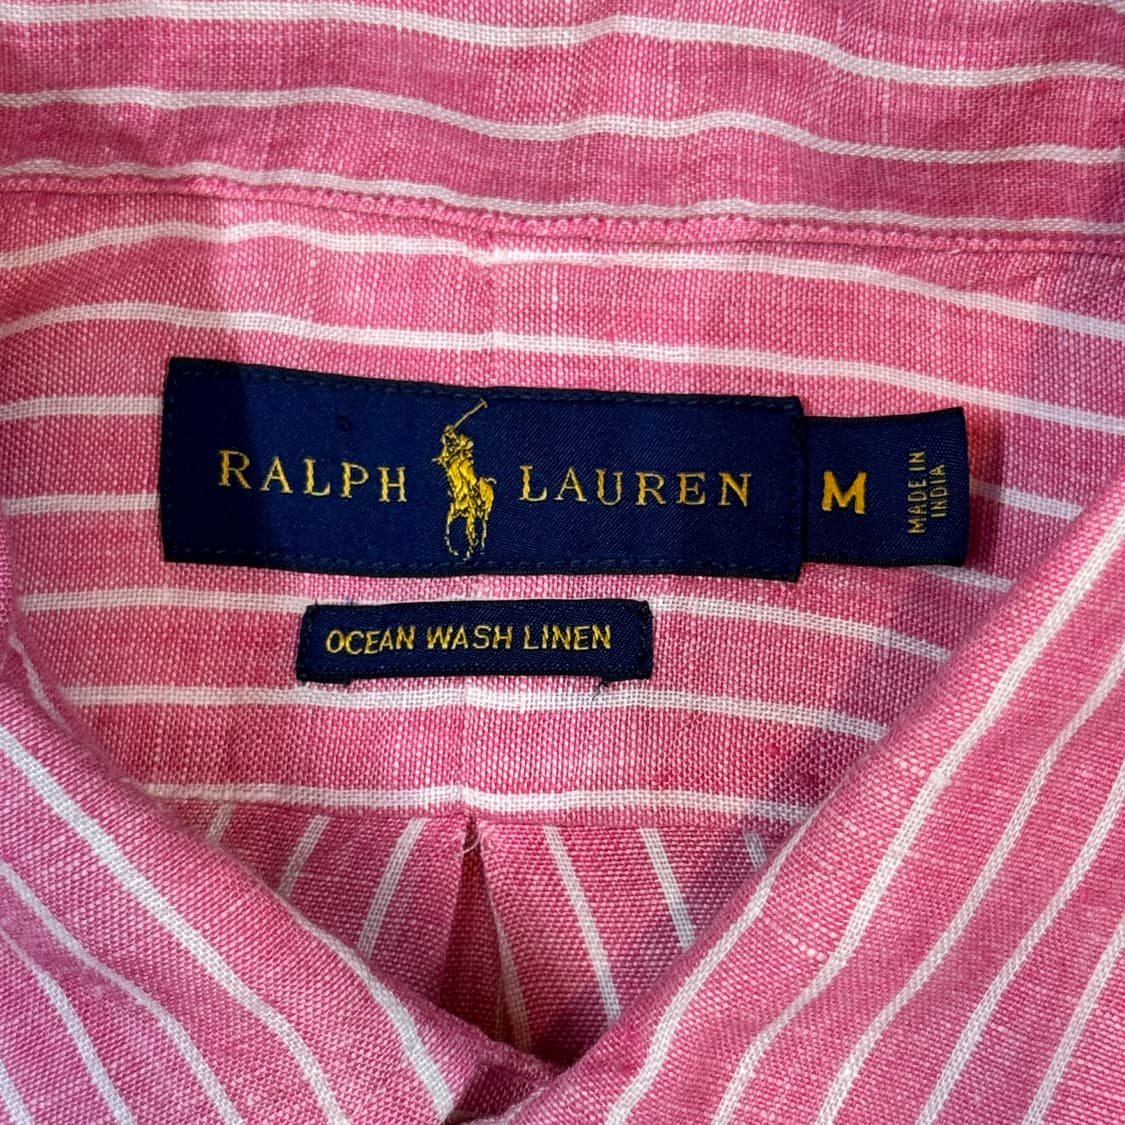 RALPH LAUREN
M
MADE IN
INDIA
OCEAN WASH LINEN